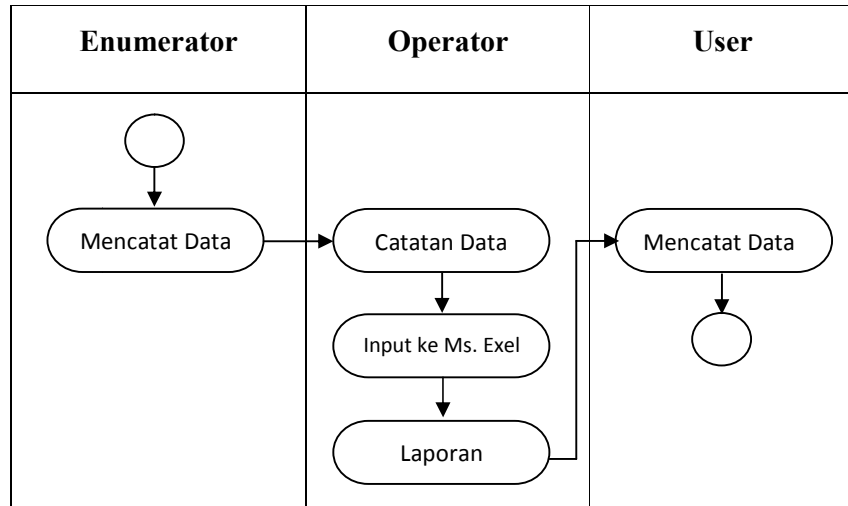 Enumerator
Operator
User
Mencatat Data
Catatan Data
Mencatat Data
Input ke Ms. Exel
Laporan